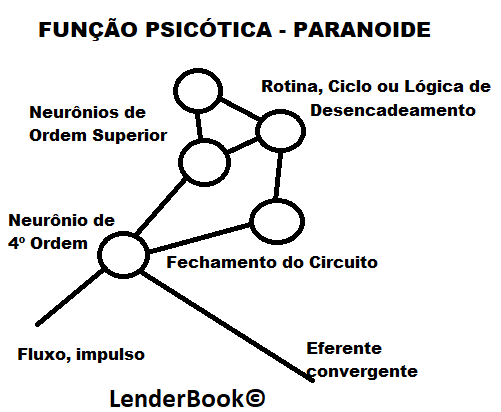 FUNÇÃO PSICÓTICA - PARANOIDE
Rotina, Ciclo ou Lógica de
Desencadeamento
Neurônios de
Ordem Superior
Neurônio de
4º Ordem
Fechamento do Circuito
Fluxo, impulso
Eferente
convergente
LenderBook©